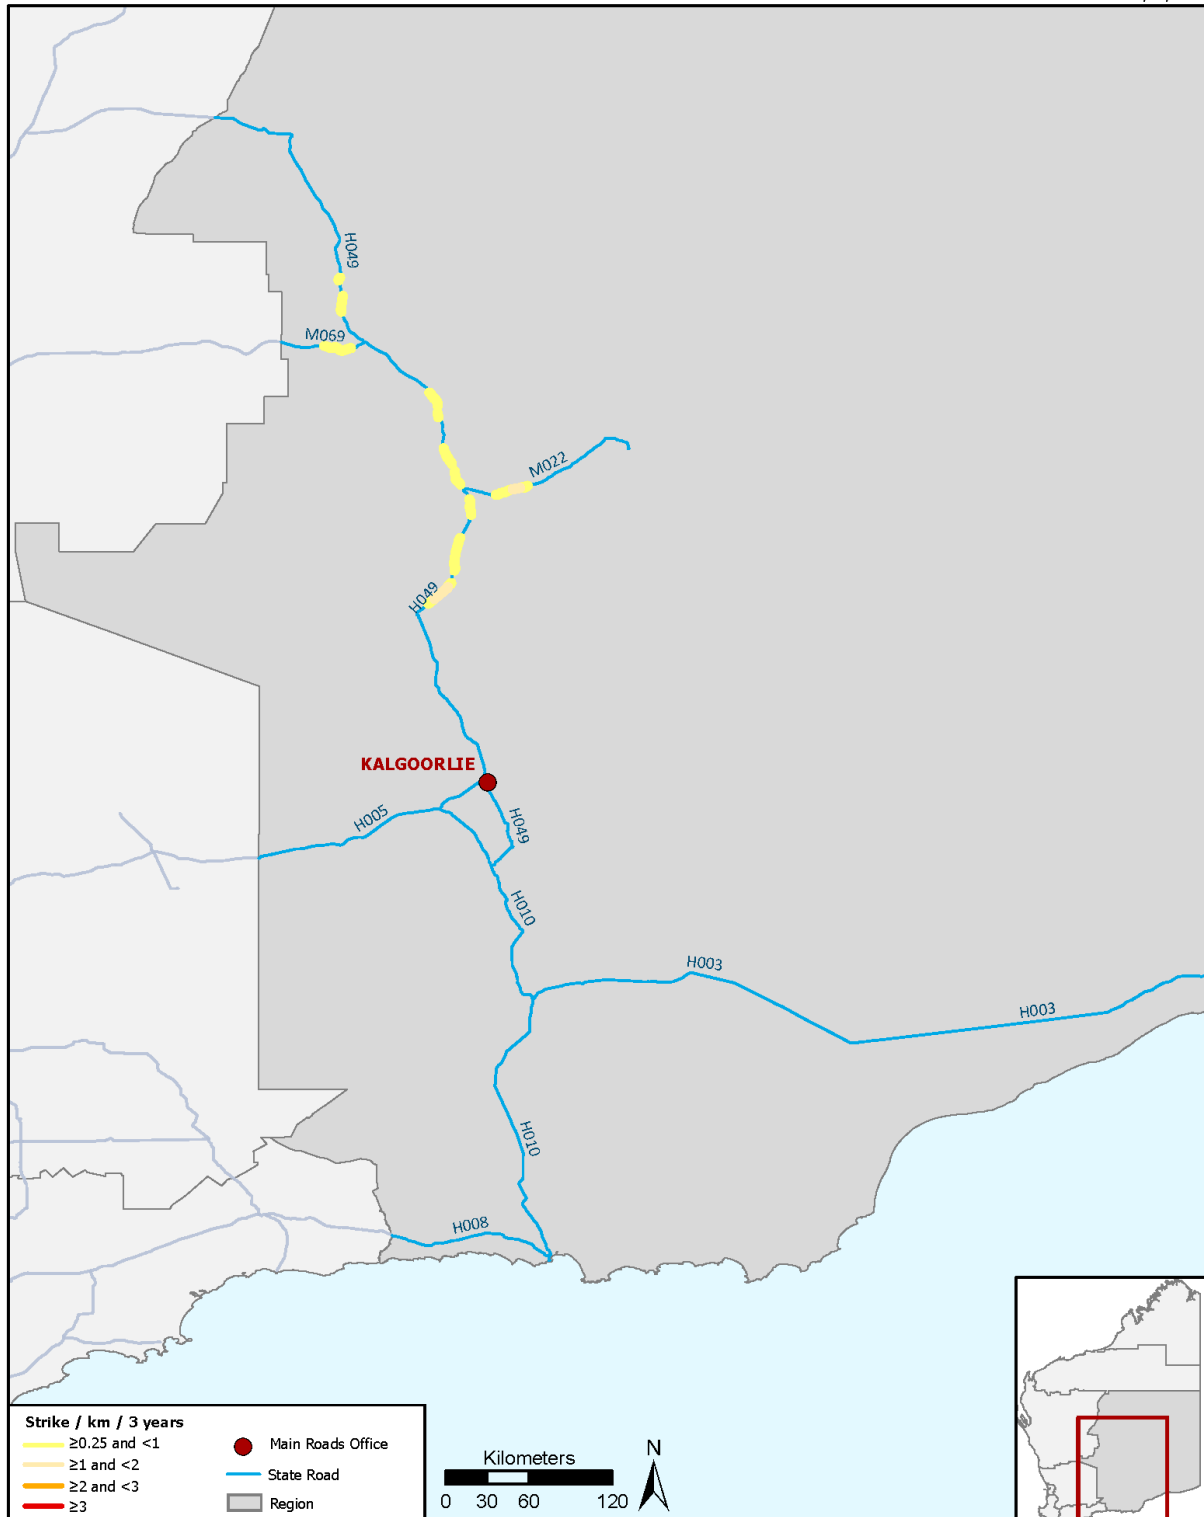 H049
M069
M022
H049
KALGOORLIE
H005
H049
H010
H003
H003
H010
H008
Strike / km / 3 years
≥0.25 and <1
≥1 and <2
≥2 and <3
≥3
Main Roads Office
State Road
Region
Kilometers
0 30 60 120
N